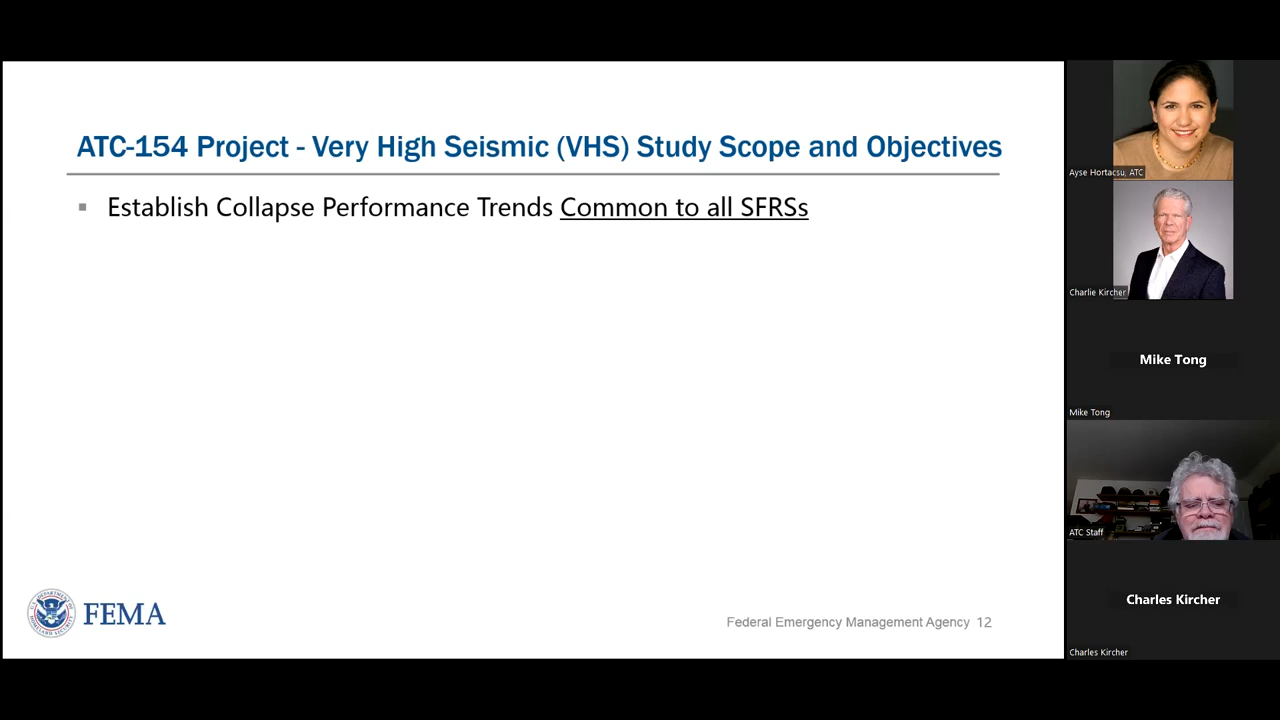 ATC-154 Project - Very High Seismic (VHS) Study Scope and Objectives
▪ Establish Collapse Performance Trends Common to all SFRSs
FEMA
Federal Emergency Management Agency 12
Ayse Hortacsu, ATC
Charlie Kircher
Mike Tong
Mike Tong
ATC Staff
Charles Kircher
Charles Kircher